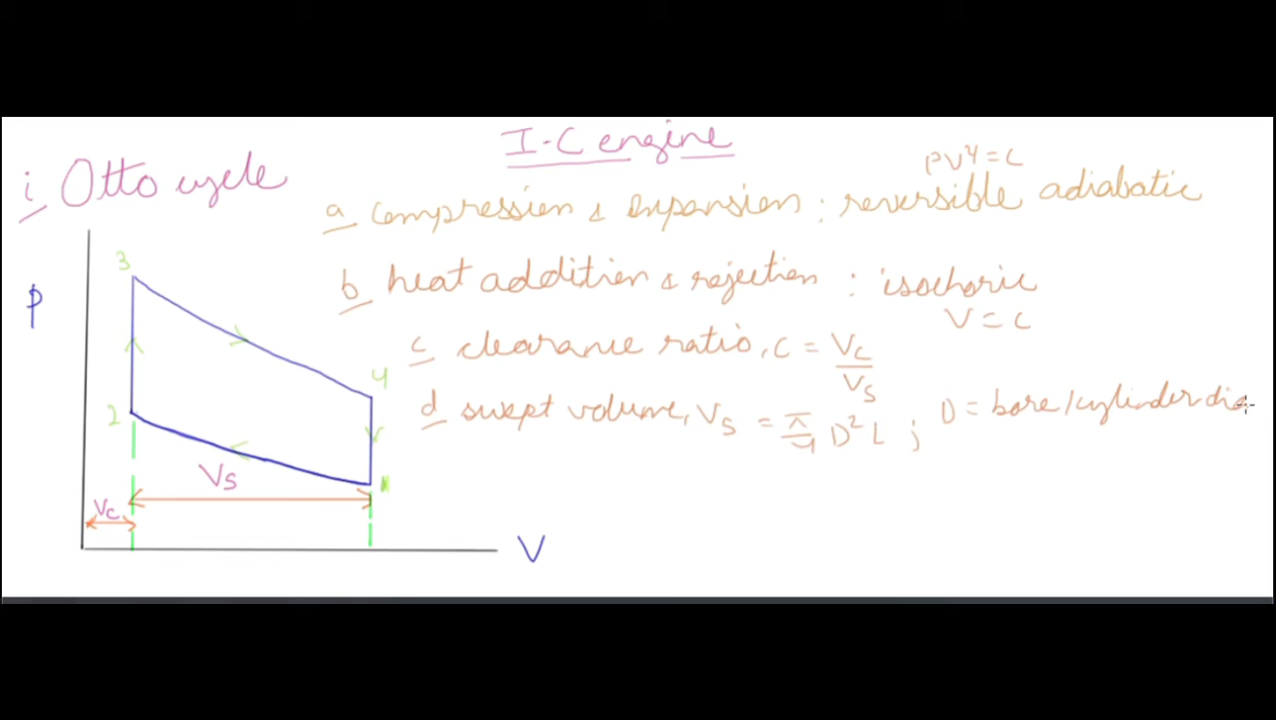 I-C engine
i, Otto cycle
PV^γ = C
a compression & expansion : reversible adiabatic
b heat addition & rejection : isochoric
V = C
c clearance ratio, C = Vc/Vs
d swept volume, Vs = π/4 D² L ; D = bore/cylinder dia
P
3
4
2
1
Vs
Vc
V